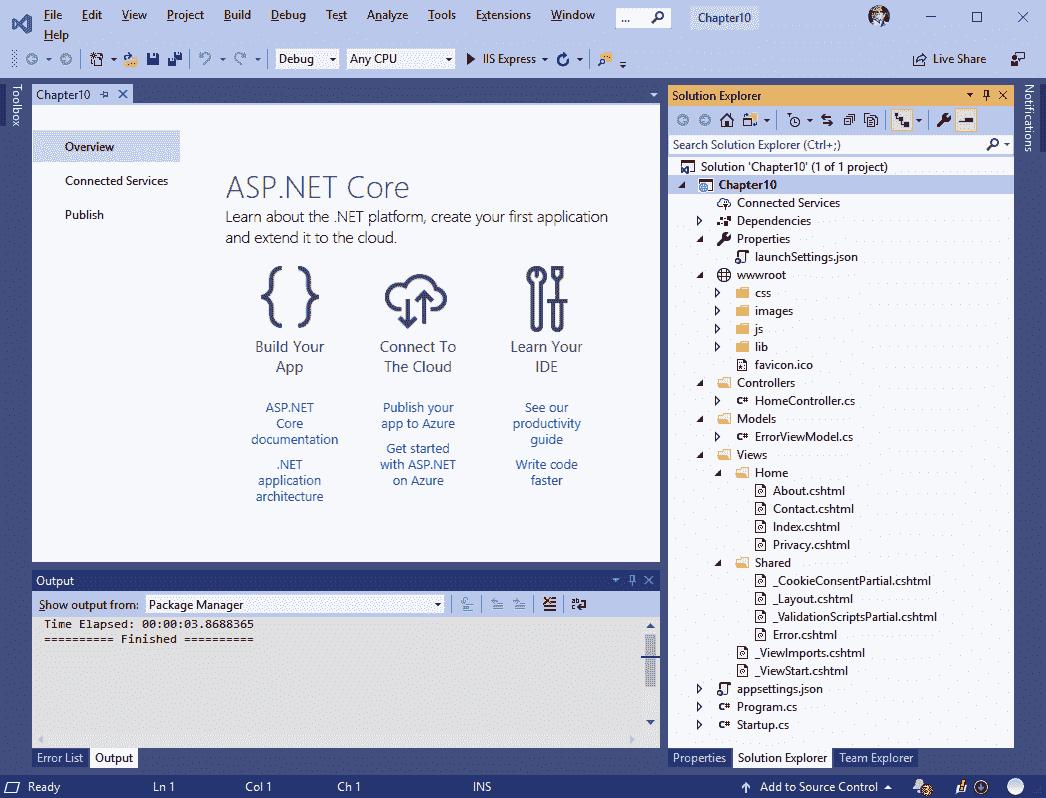 File Edit View Project Build Debug Test Analyze Tools Extensions Window ... Chapter10
Help
Debug Any CPU IIS Express Live Share
Toolbox
Chapter10
Overview
Connected Services
Publish
ASP.NET Core
Learn about the .NET platform, create your first application
and extend it to the cloud.
Build Your
App
Connect To
The Cloud
Learn Your
IDE
ASP.NET
Core
documentation
.NET
application
architecture
Publish your
app to Azure
Get started
with ASP.NET
on Azure
See our
productivity
guide
Write code
faster
Output
Show output from: Package Manager
Time Elapsed: 00:00:03.8688365
========== Finished ==========
Error List Output
Solution Explorer
Search Solution Explorer (Ctrl+;)
Solution 'Chapter10' (1 of 1 project)
Chapter10
Connected Services
Dependencies
Properties
launchSettings.json
wwwroot
css
images
js
lib
favicon.ico
Controllers
C# HomeController.cs
Models
C# ErrorViewModel.cs
Views
Home
About.cshtml
Contact.cshtml
Index.cshtml
Privacy.cshtml
Shared
_CookieConsentPartial.cshtml
_Layout.cshtml
_ValidationScriptsPartial.cshtml
Error.cshtml
_ViewImports.cshtml
_ViewStart.cshtml
appsettings.json
C# Program.cs
C# Startup.cs
Properties Solution Explorer Team Explorer
Notifications
Ready Ln 1 Col 1 Ch 1 INS Add to Source Control